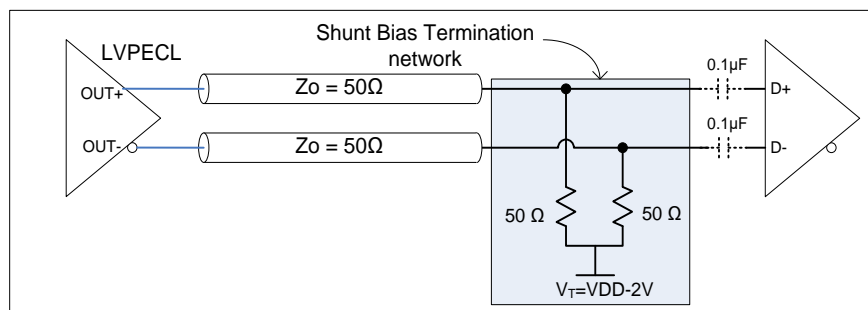 Shunt Bias Termination
network
LVPECL
OUT+
OUT-
Zo = 50Ω
Zo = 50Ω
0.1µF
0.1µF
D+
D-
50 Ω
50 Ω
VT=VDD-2V